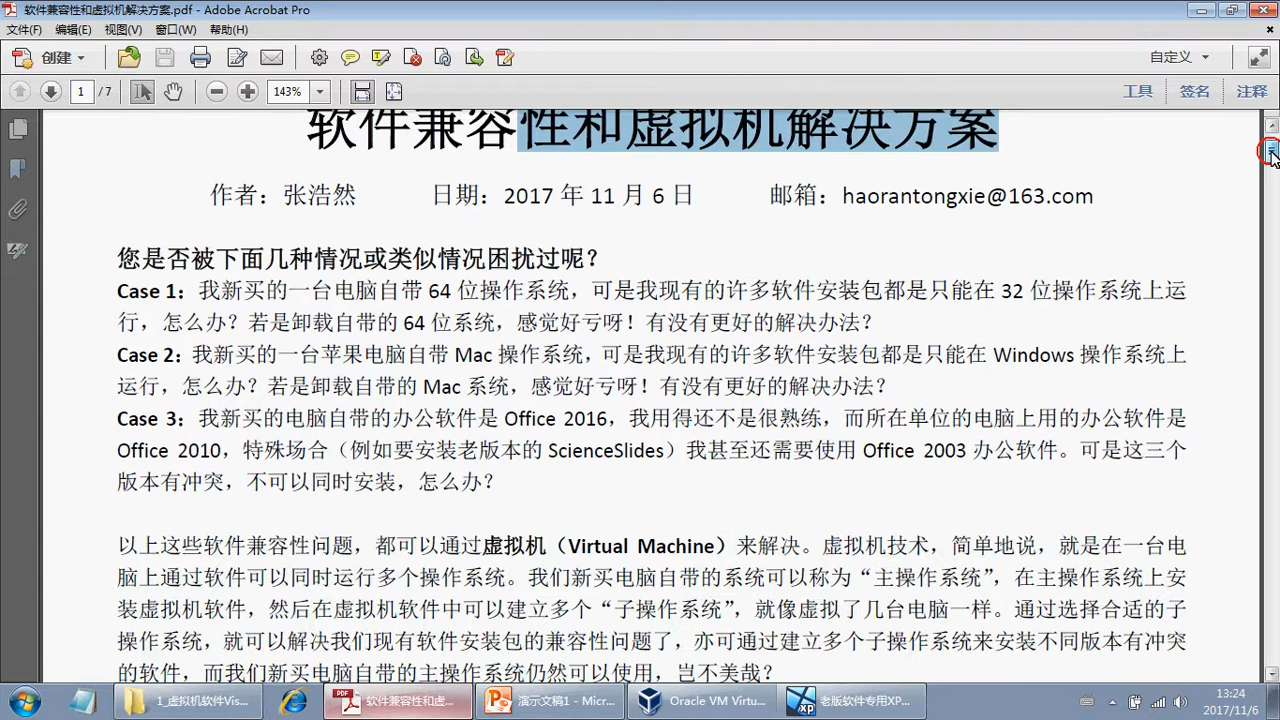 软件兼容性和虚拟机解决方案.pdf - Adobe Acrobat Pro
文件(F) 编辑(E) 视图(V) 窗口(W) 帮助(H)
创建 自定义
1 / 7 143% 工具 签名 注释
软件兼容性和虚拟机解决方案
作者：张浩然 日期：2017 年 11 月 6 日 邮箱：haorantongxie@163.com
您是否被下面几种情况或类似情况困扰过呢？
Case 1：我新买的一台电脑自带 64 位操作系统，可是我现有的许多软件安装包都是只能在 32 位操作系统上运
行，怎么办？若是卸载自带的 64 位系统，感觉好亏呀！有没有更好的解决办法？
Case 2：我新买的一台苹果电脑自带 Mac 操作系统，可是我现有的许多软件安装包都是只能在 Windows 操作系统上
运行，怎么办？若是卸载自带的 Mac 系统，感觉好亏呀！有没有更好的解决办法？
Case 3：我新买的电脑自带的办公软件是 Office 2016，我用得还不是很熟练，而所在单位的电脑上用的办公软件是
Office 2010，特殊场合（例如要安装老版本的 ScienceSlides）我甚至还需要使用 Office 2003 办公软件。可是这三个
版本有冲突，不可以同时安装，怎么办？
以上这些软件兼容性问题，都可以通过虚拟机（Virtual Machine）来解决。虚拟机技术，简单地说，就是在一台电
脑上通过软件可以同时运行多个操作系统。我们新买电脑自带的系统可以称为“主操作系统”，在主操作系统上安
装虚拟机软件，然后在虚拟机软件中可以建立多个“子操作系统”，就像虚拟了几台电脑一样。通过选择合适的子
操作系统，就可以解决我们现有软件安装包的兼容性问题了，亦可通过建立多个子操作系统来安装不同版本有冲突
的软件，而我们新买电脑自带的主操作系统仍然可以使用，岂不美哉？
1_虚拟机软件Vis... 软件兼容性和虚... 演示文稿1 - Micr... Oracle VM Virtu... 老版软件专用XP... 13:24
2017/11/6